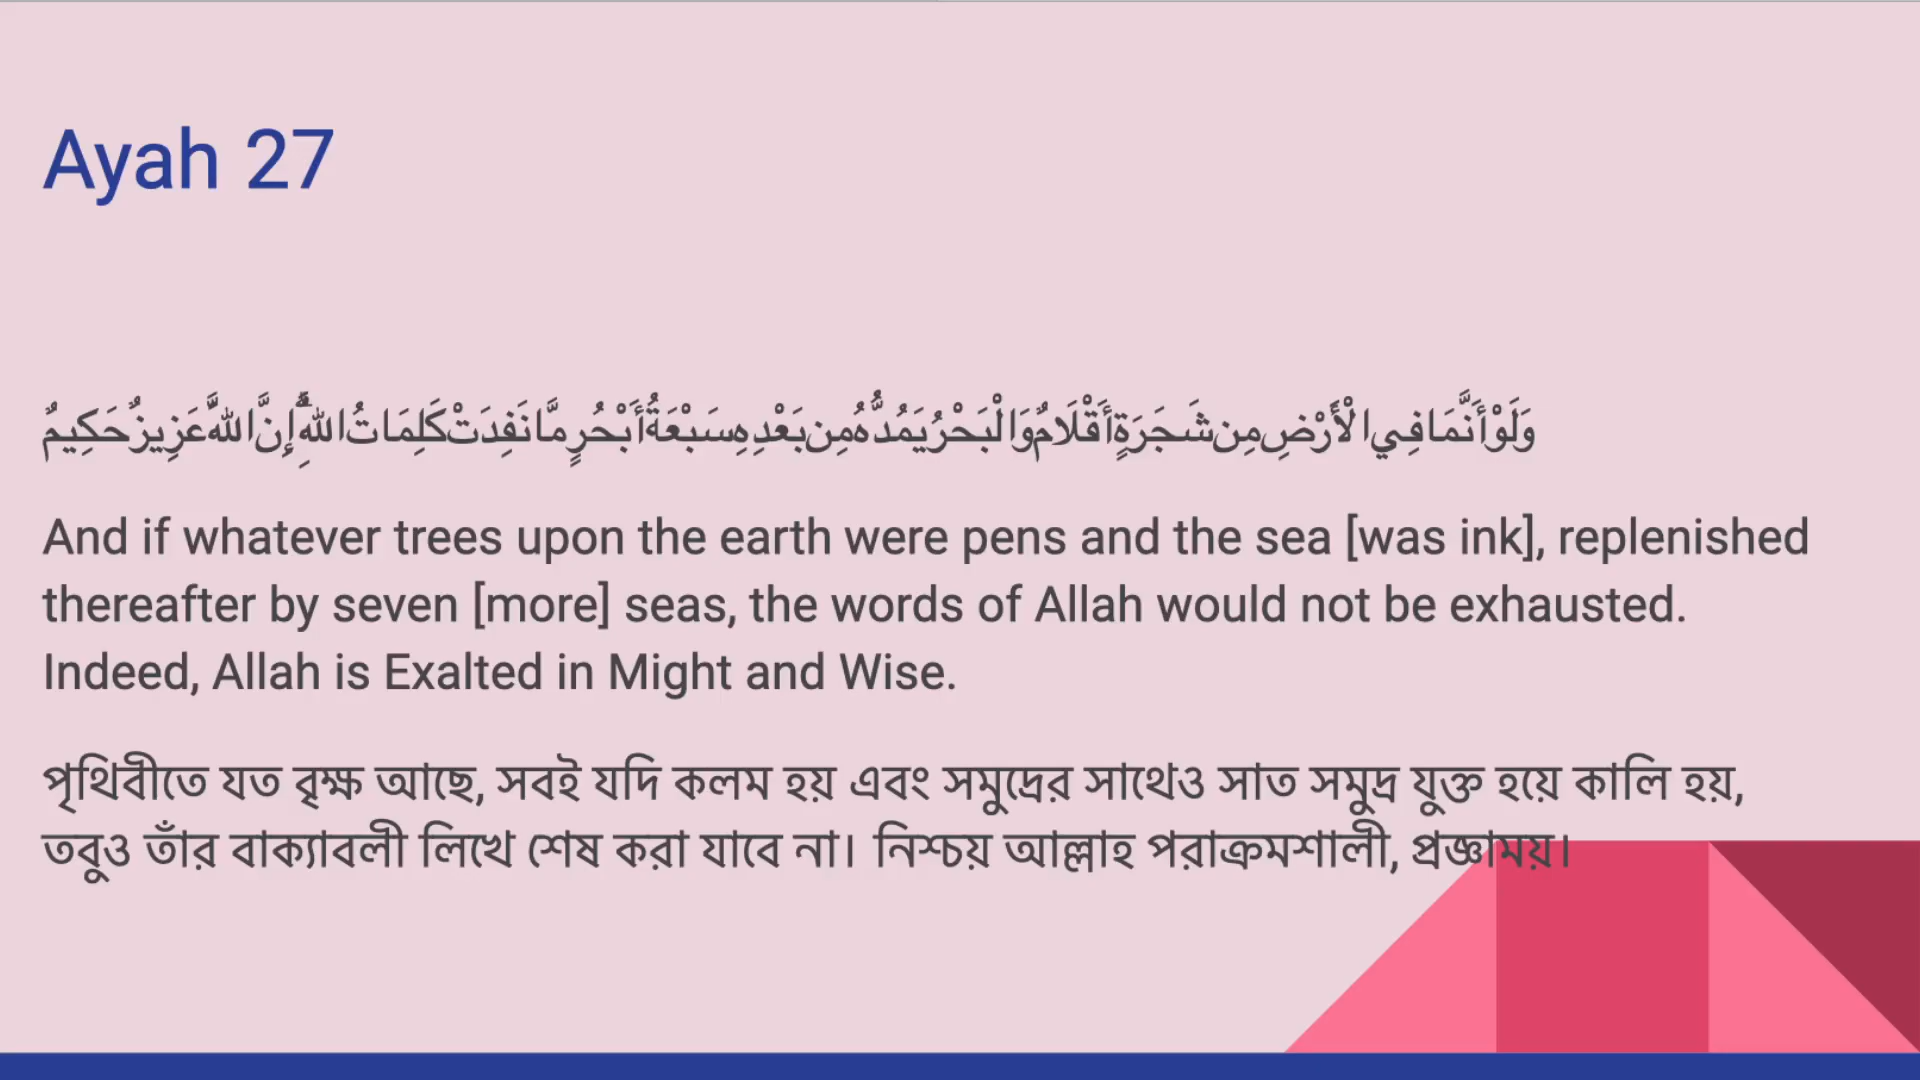 Ayah 27
وَلَوْ أَنَّمَا فِي الْأَرْضِ مِن شَجَرَةٍ أَقْلَامٌ وَالْبَحْرُ يَمُدُّهُ مِن بَعْدِهِ سَبْعَةُ أَبْحُرٍ مَّا نَفِدَتْ كَلِمَاتُ اللَّهِ ۗ إِنَّ اللَّهَ عَزِيزٌ حَكِيمٌ
And if whatever trees upon the earth were pens and the sea [was ink], replenished
thereafter by seven [more] seas, the words of Allah would not be exhausted.
Indeed, Allah is Exalted in Might and Wise.
পৃথিবীতে যত বৃক্ষ আছে, সবই যদি কলম হয় এবং সমুদ্রের সাথেও সাত সমুদ্র যুক্ত হয়ে কালি হয়,
তবুও তাঁর বাক্যাবলী লিখে শেষ করা যাবে না। নিশ্চয় আল্লাহ পরাক্রমশালী, প্রজ্ঞাময়।